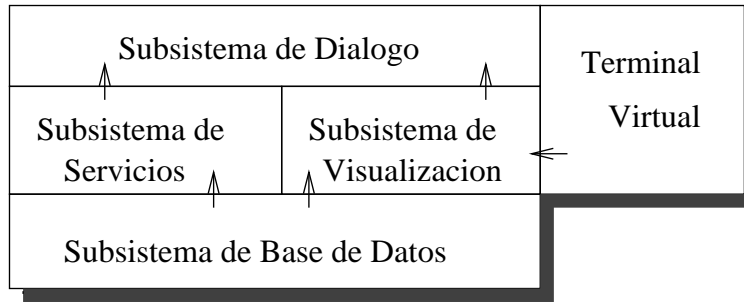 Subsistema de Dialogo
Terminal
Virtual
Subsistema de
Servicios
Subsistema de
Visualizacion
Subsistema de Base de Datos